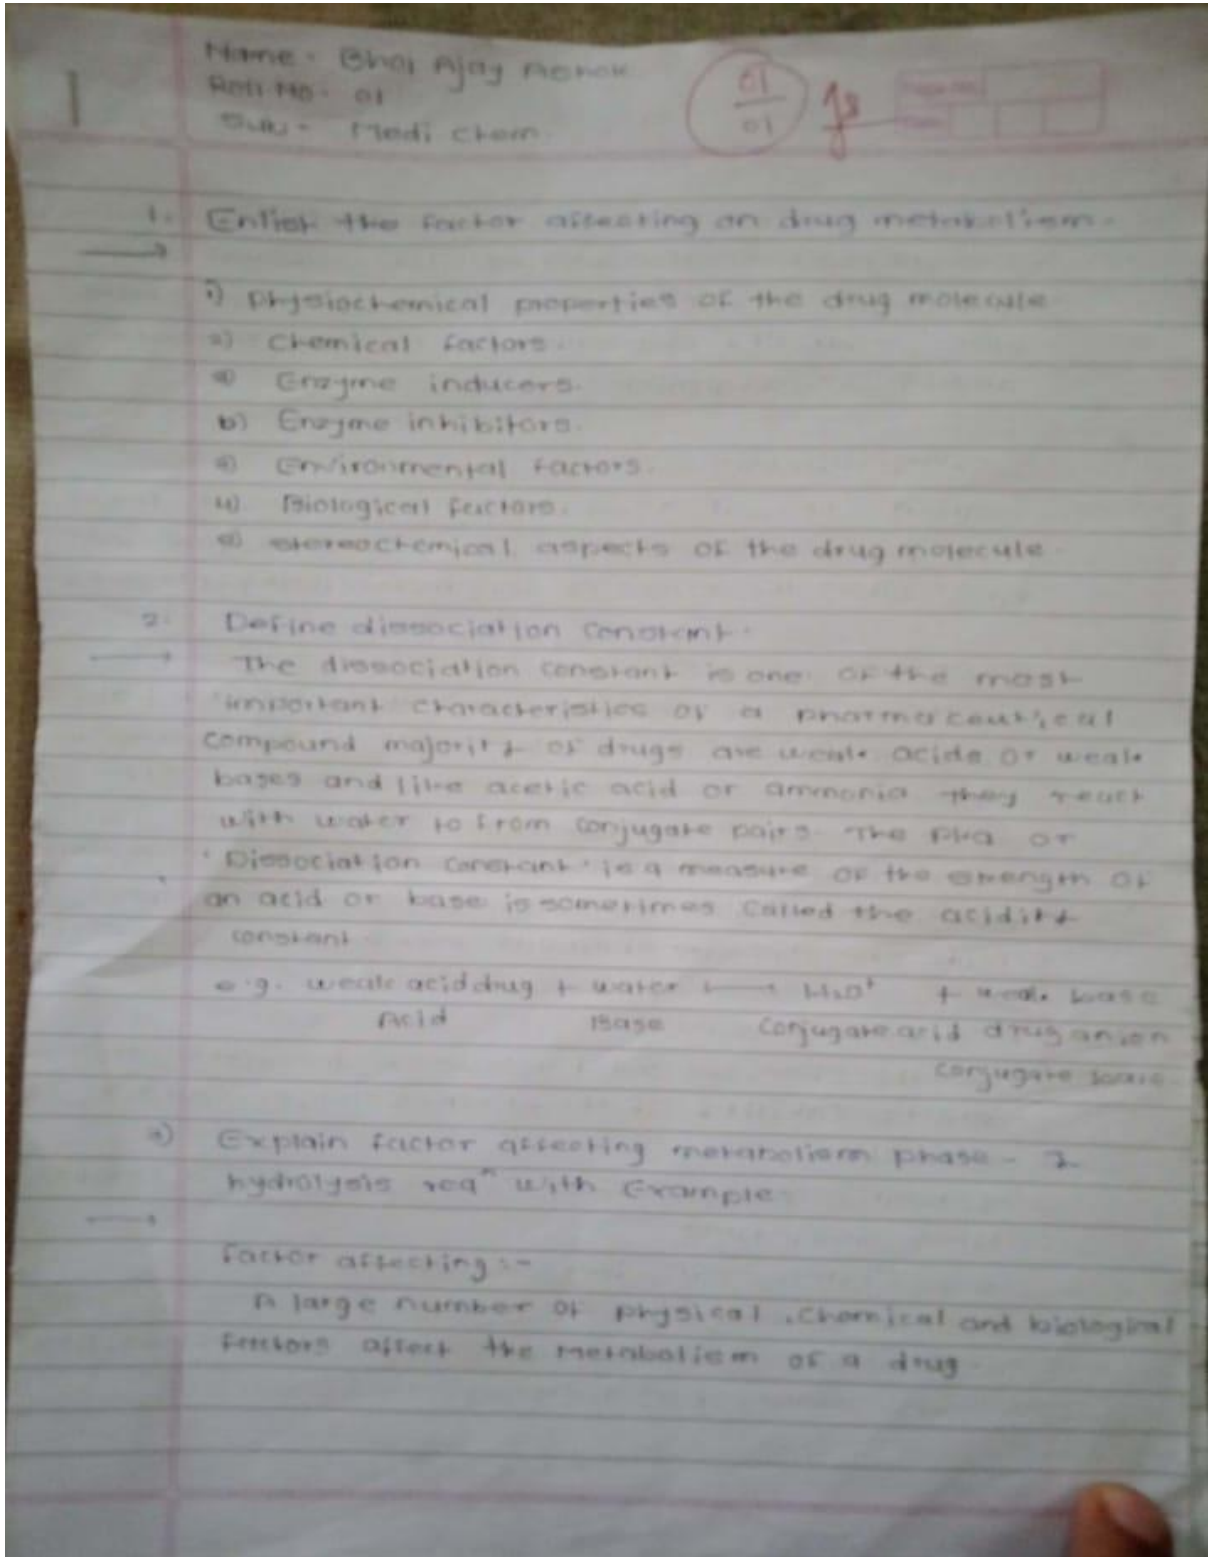 Name - Bhoi Ajay Ashok
Roll No - 01
Sub - Medi Chem.
01
01
1. Enlist the factor affecting on drug metabolism.
1) physiochemical properties of the drug molecule
2) Chemical factors.
a) Enzyme inducers.
b) Enzyme inhibitors.
3) Environmental factors.
4) Biological factors.
5) stereochemical aspects of the drug molecule
2. Define dissociation constant.
The dissociation constant is one of the most
important characteristics of a pharmaceutical
compound majority of drugs are weak acids or weak
bases and like acetic acid or ammonia they react
with water to from conjugate pairs. The pka or
'Dissociation constant' is a measure of the strength of
an acid or base is sometimes called the acidity
constant
e.g. weak acid drug + water ⟷ H3O+ + weak base
Acid Base Conjugate acid drug anion
conjugate base
3) Explain factor affecting metabolism phase - I
hydrolysis reaⁿ with Example
factor affecting :-
A large number of physical, chemical and biological
factors affect the metabolism of a drug.